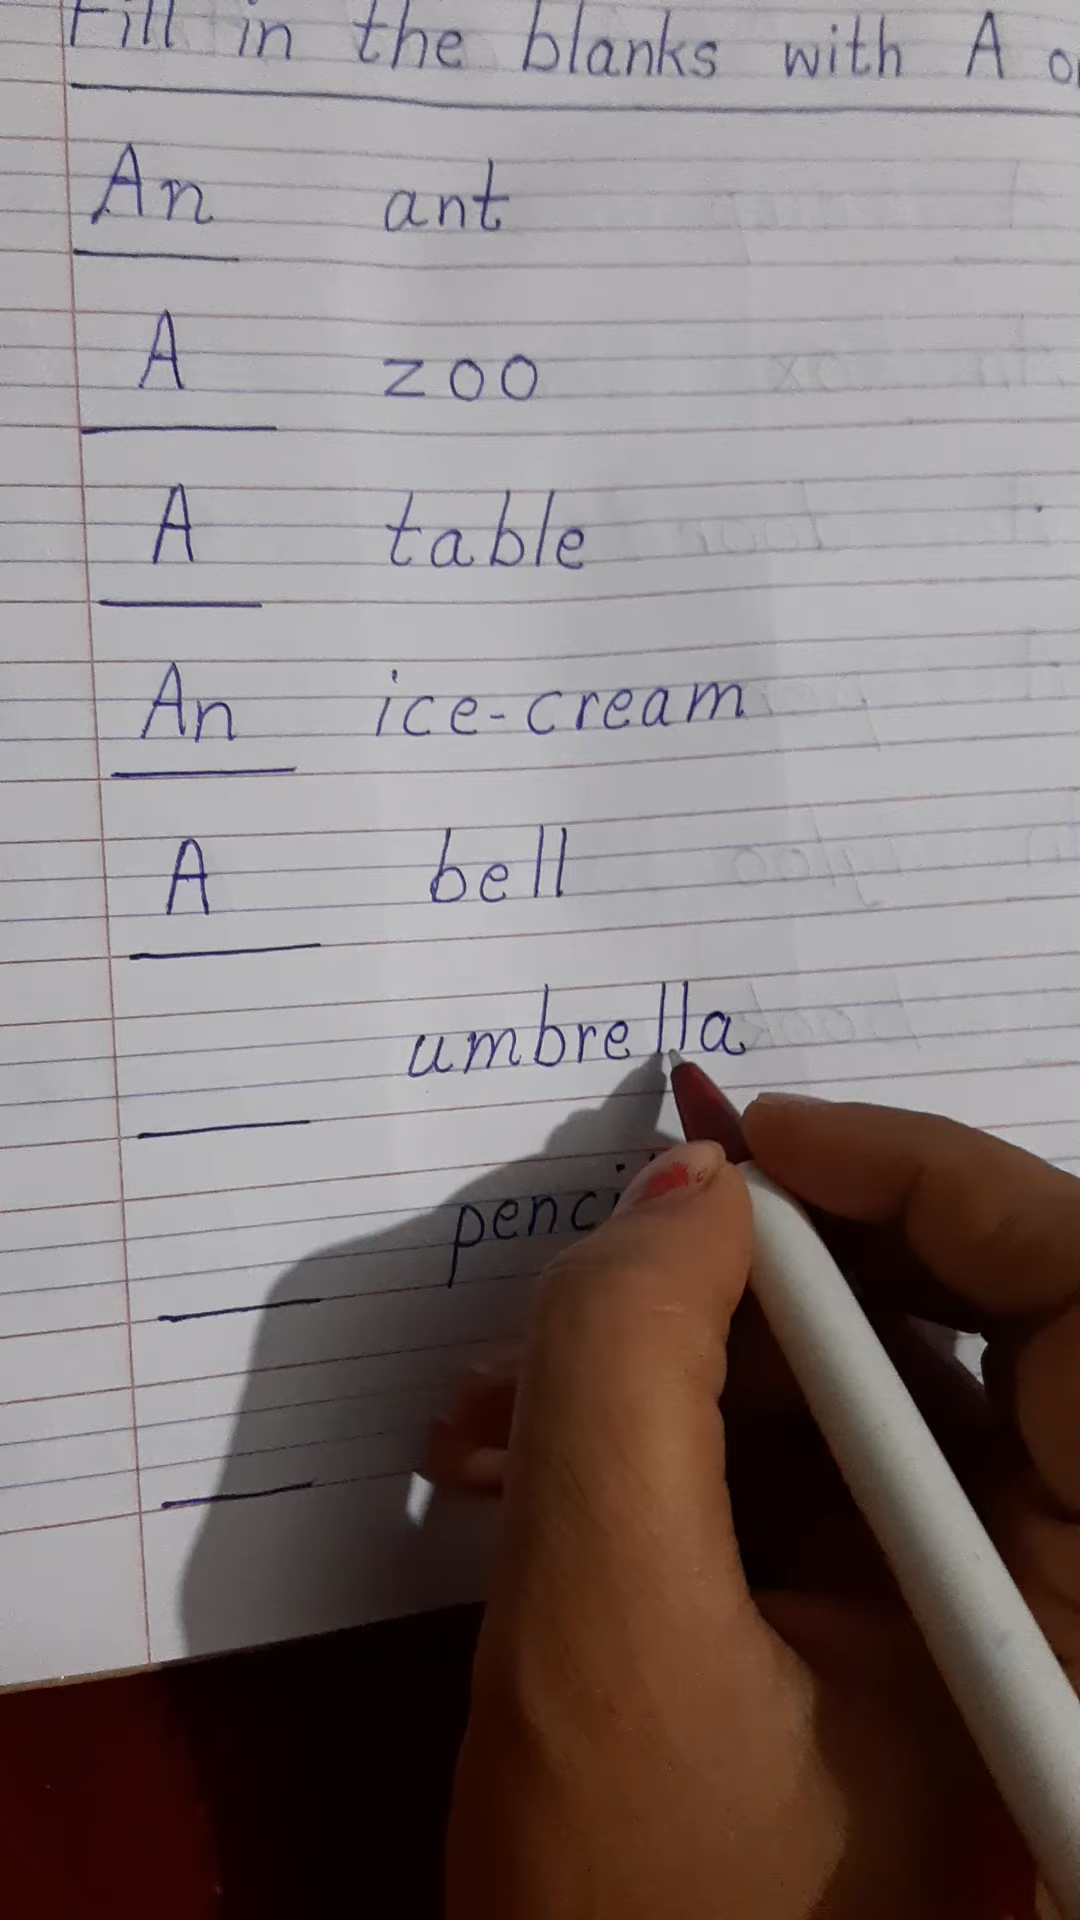 Fill in the blanks with A
An ant
A zoo
A table
An ice-cream
A bell
umbrella